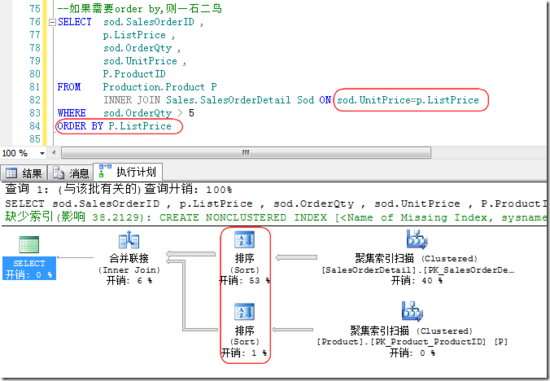 75 --如果需要order by,则一石二鸟
76 SELECT sod.SalesOrderID ,
77 p.ListPrice ,
78 sod.OrderQty ,
79 sod.UnitPrice ,
80 P.ProductID
81 FROM Production.Product P
82 INNER JOIN Sales.SalesOrderDetail Sod ON sod.UnitPrice=p.ListPrice
83 WHERE sod.OrderQty > 5
84 ORDER BY P.ListPrice
85
100 %
结果 消息 执行计划
查询 1: (与该批有关的)查询开销: 100%
SELECT sod.SalesOrderID , p.ListPrice , sod.OrderQty , sod.UnitPrice , P.ProductID
缺少索引(影响 38.2129): CREATE NONCLUSTERED INDEX [<Name of Missing Index, sysname
SELECT
开销: 0 %
合并联接
(Inner Join)
开销: 6 %
排序
(Sort)
开销: 53 %
聚集索引扫描 (Clustered)
[SalesOrderDetail].[PK_SalesOrderDe…
开销: 40 %
排序
(Sort)
开销: 1 %
聚集索引扫描 (Clustered)
[Product].[PK_Product_ProductID] [P]
开销: 0 %